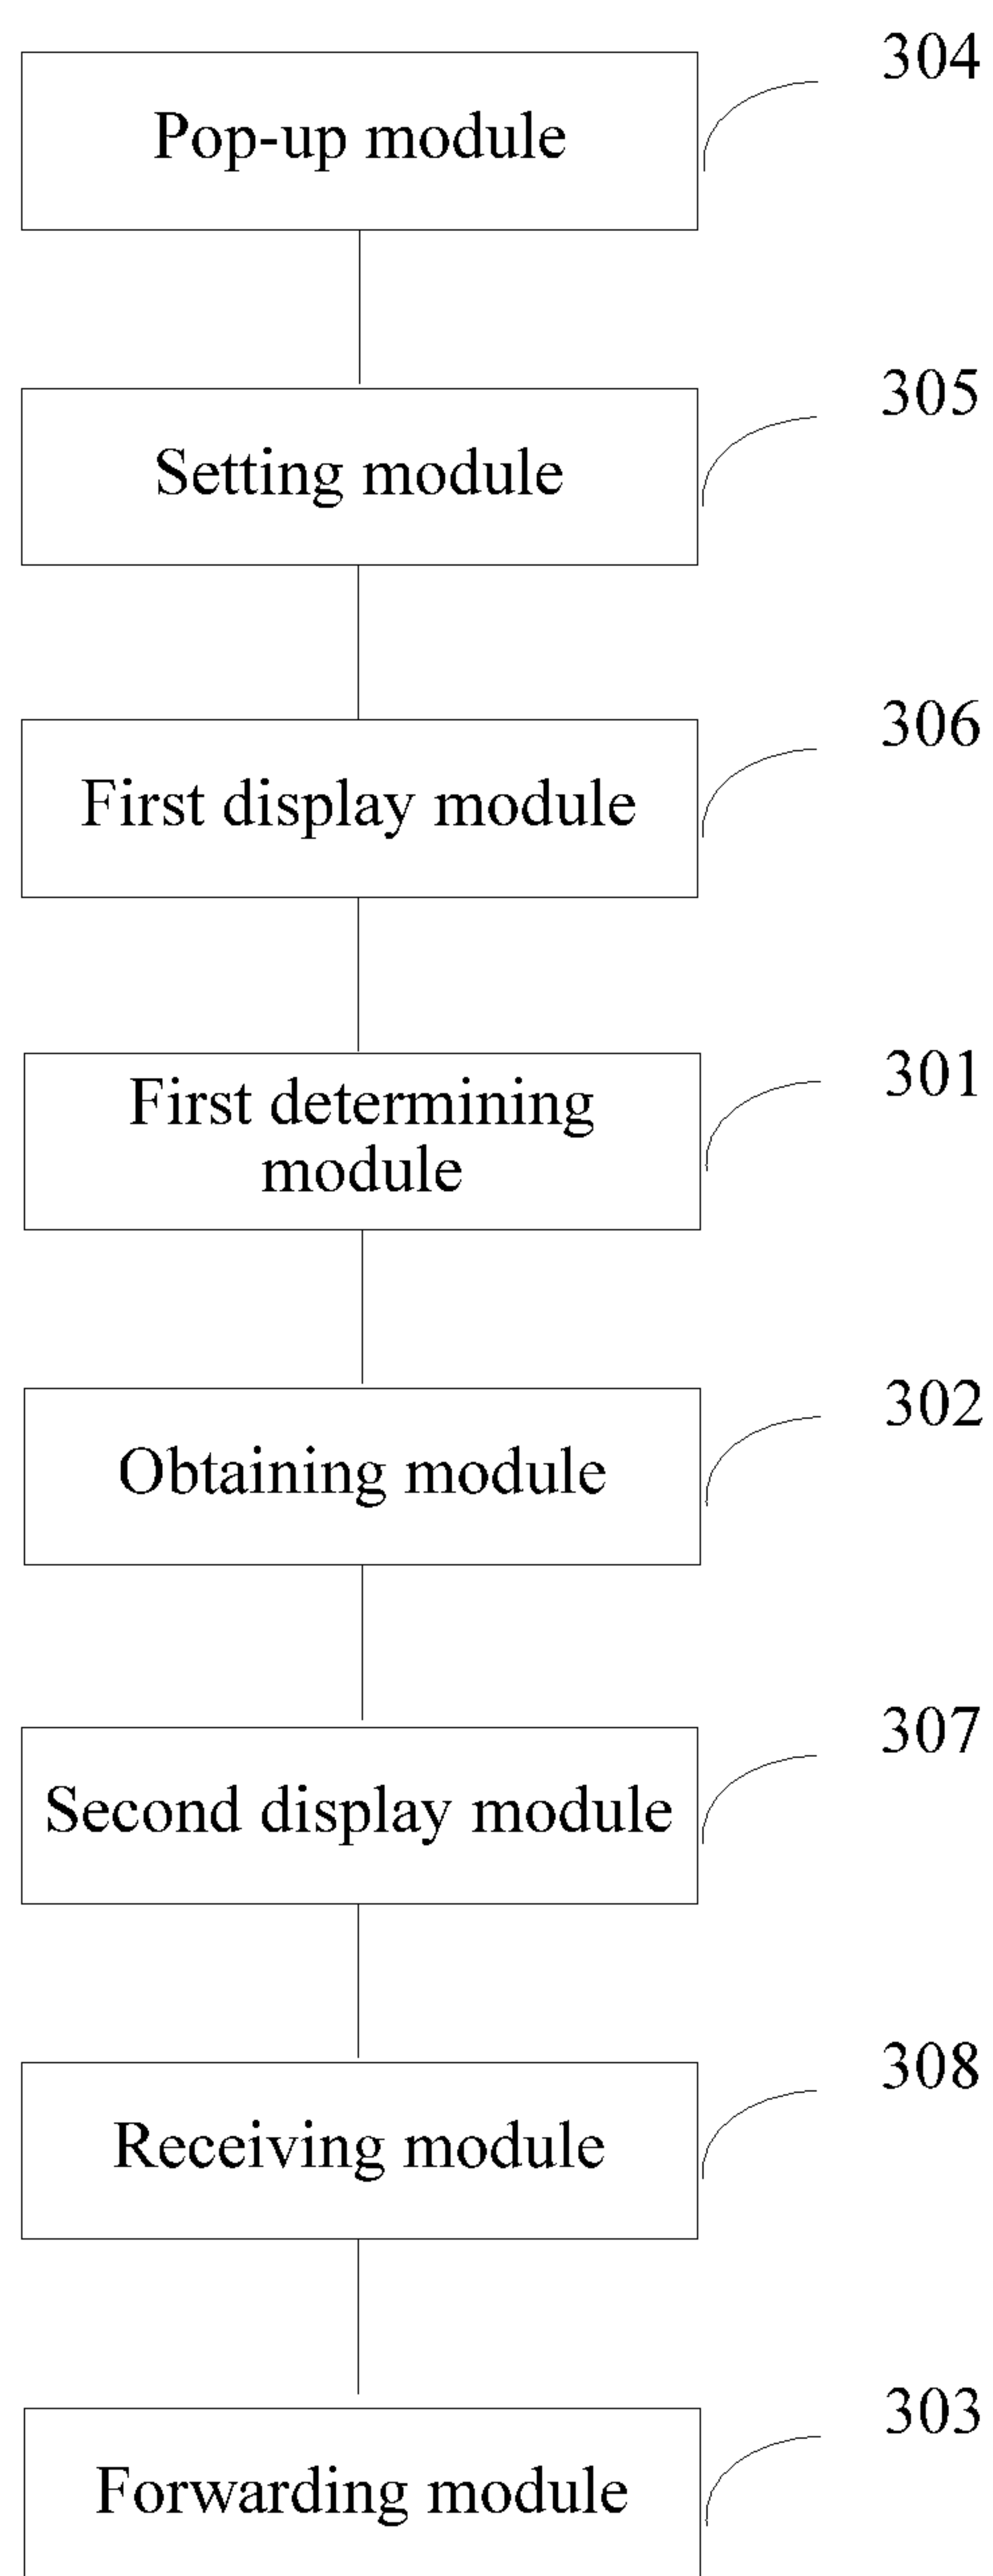 304
Pop-up module
305
Setting module
306
First display module
301
First determining
module
302
Obtaining module
307
Second display module
308
Receiving module
303
Forwarding module